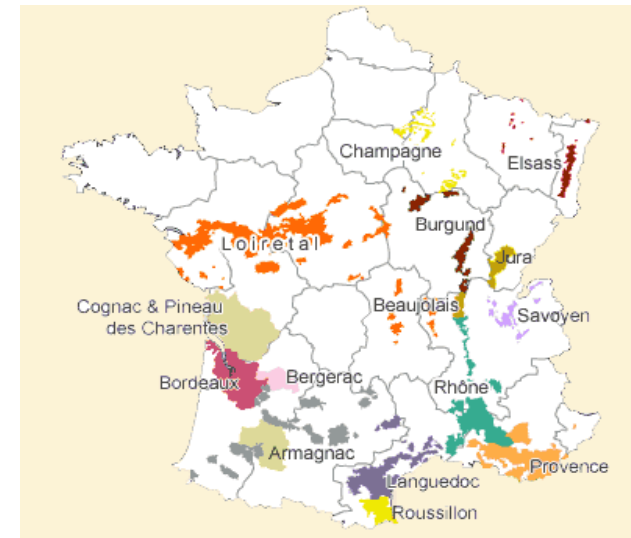 Champagne
Elsass
Burgund
Loiretal
Jura
Cognac & Pineau
des Charentes
Beaujolais
Savoyen
Bordeaux
Bergerac
Rhône
Armagnac
Provence
Languedoc
Roussillon